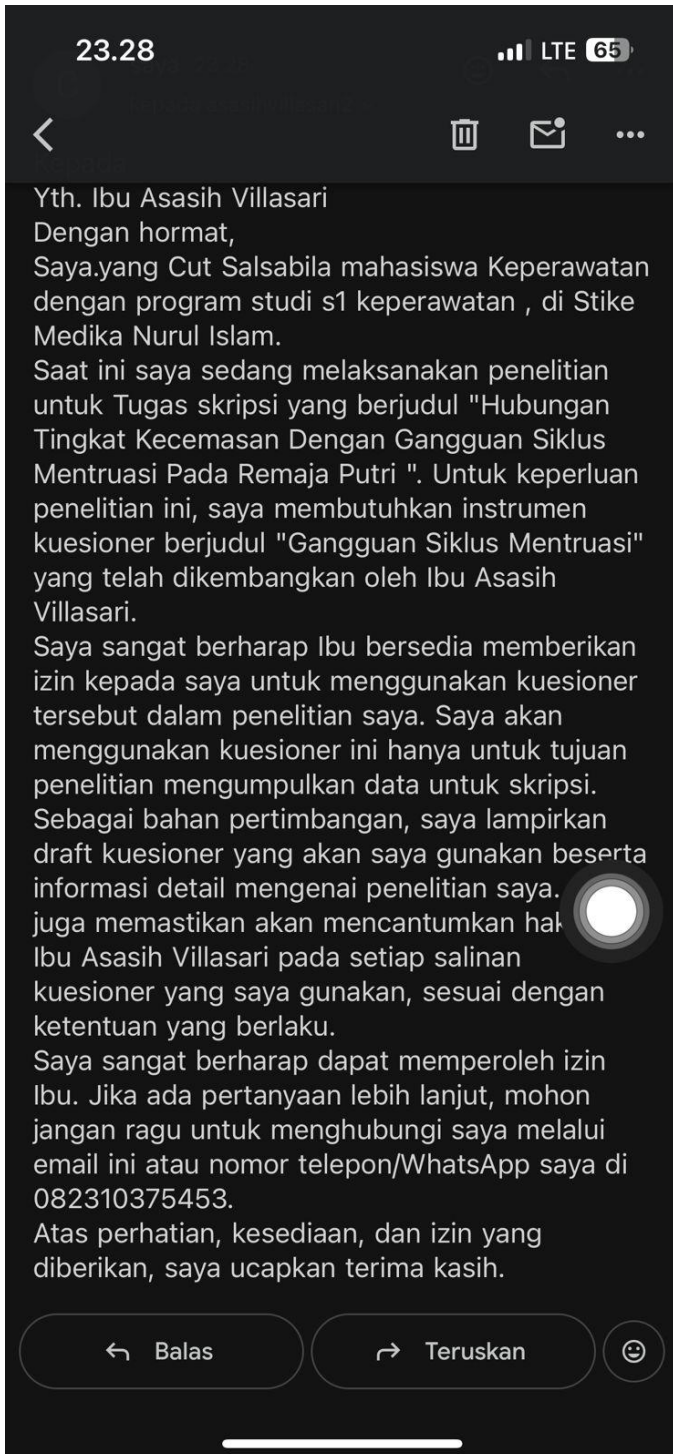 23.28
LTE 65
Kepada
Yth. Ibu Asasih Villasari
Dengan hormat,
Saya.yang Cut Salsabila mahasiswa Keperawatan
dengan program studi s1 keperawatan , di Stike
Medika Nurul Islam.
Saat ini saya sedang melaksanakan penelitian
untuk Tugas skripsi yang berjudul "Hubungan
Tingkat Kecemasan Dengan Gangguan Siklus
Mentruasi Pada Remaja Putri ". Untuk keperluan
penelitian ini, saya membutuhkan instrumen
kuesioner berjudul "Gangguan Siklus Mentruasi"
yang telah dikembangkan oleh Ibu Asasih
Villasari.
Saya sangat berharap Ibu bersedia memberikan
izin kepada saya untuk menggunakan kuesioner
tersebut dalam penelitian saya. Saya akan
menggunakan kuesioner ini hanya untuk tujuan
penelitian mengumpulkan data untuk skripsi.
Sebagai bahan pertimbangan, saya lampirkan
draft kuesioner yang akan saya gunakan beserta
informasi detail mengenai penelitian saya.
juga memastikan akan mencantumkan
Ibu Asasih Villasari pada setiap salinan
kuesioner yang saya gunakan, sesuai dengan
ketentuan yang berlaku.
Saya sangat berharap dapat memperoleh izin
Ibu. Jika ada pertanyaan lebih lanjut, mohon
jangan ragu untuk menghubungi saya melalui
email ini atau nomor telepon/WhatsApp saya di
082310375453.
Atas perhatian, kesediaan, dan izin yang
diberikan, saya ucapkan terima kasih.
Balas
Teruskan